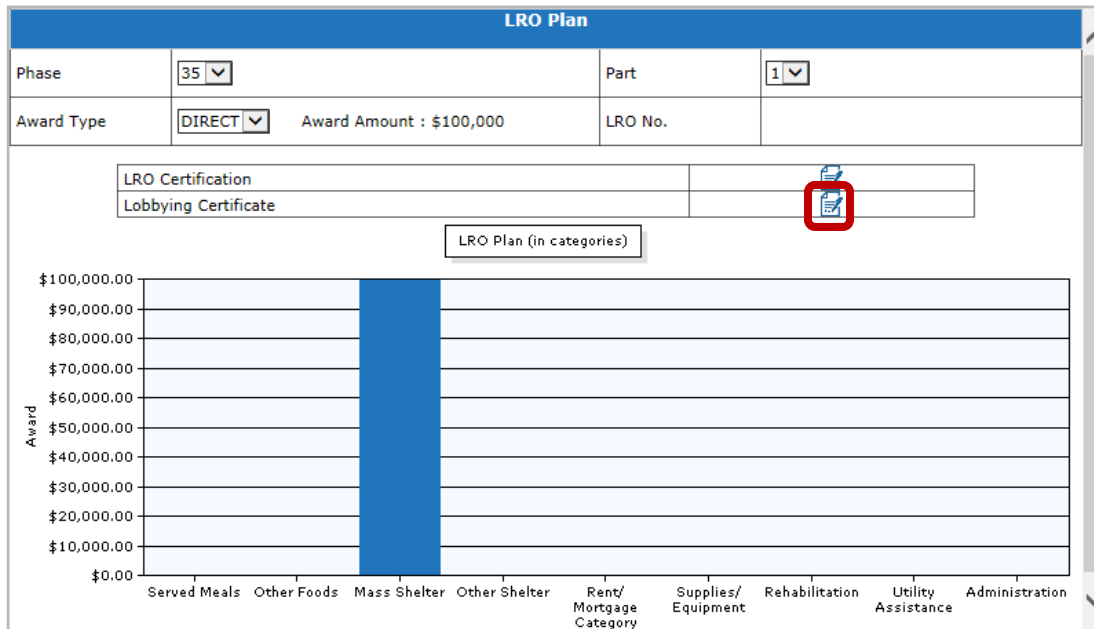 LRO Plan
Phase 35 Part 1
Award Type DIRECT Award Amount : $100,000 LRO No.
LRO Certification
Lobbying Certificate
LRO Plan (in categories)
$100,000.00
$90,000.00
$80,000.00
$70,000.00
$60,000.00
$50,000.00
$40,000.00
$30,000.00
$20,000.00
$10,000.00
$0.00
Award
Served Meals Other Foods Mass Shelter Other Shelter Rent/ Supplies/ Rehabilitation Utility Administration
Mortgage Equipment Assistance
Category